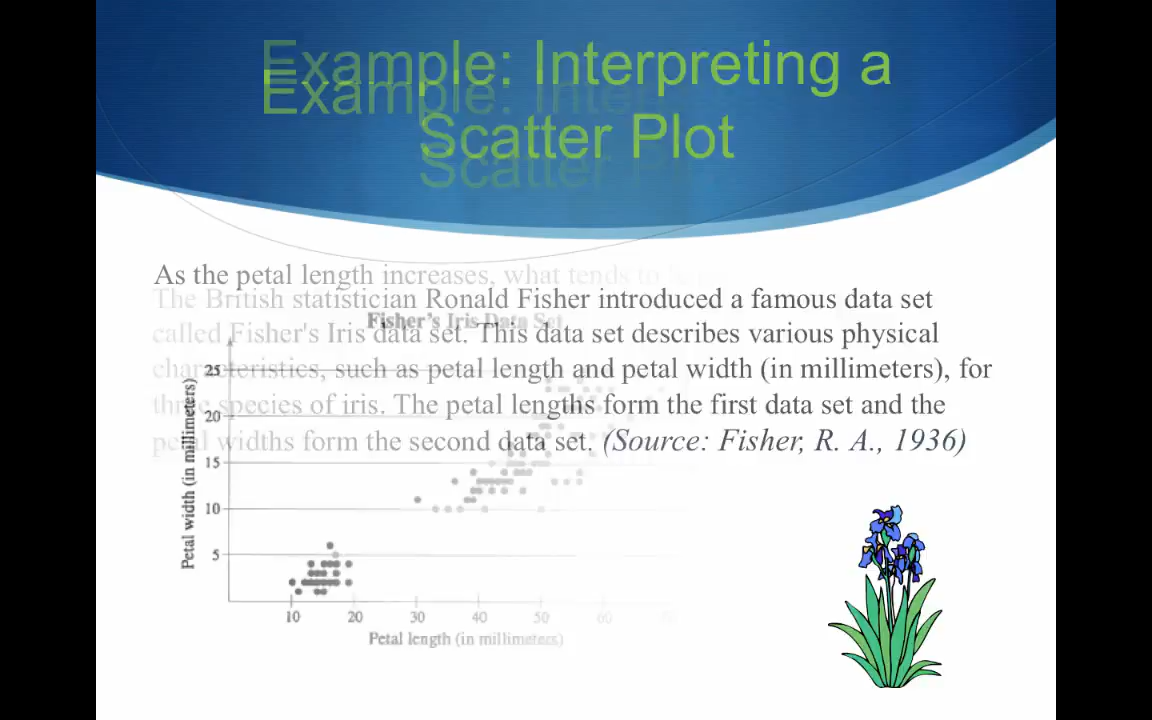 Example: Interpreting a
Scatter Plot
Example: Inter
Scatter P
As the petal length increases, what tends to
The British statistician Ronald Fisher introduced a famous data set
called Fisher's Iris data set. This data set describes various physical
characteristics, such as petal length and petal width (in millimeters), for
three species of iris. The petal lengths form the first data set and the
petal widths form the second data set. (Source: Fisher, R. A., 1936)
Fisher's Iris Data Set
Petal width (in millimeters)
25
20
15
10
5
10 20 30 40 50 60 70
Petal length (in millimeters)